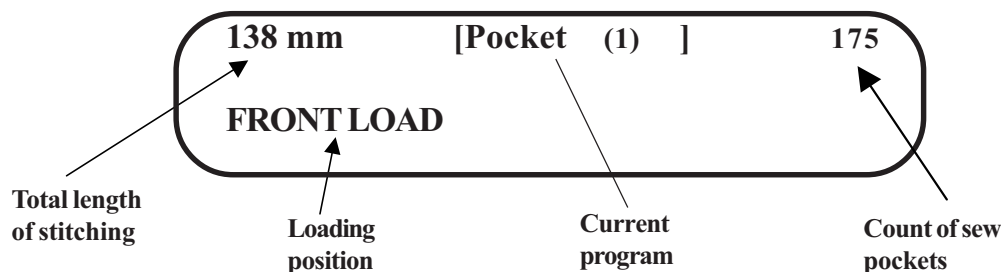 138 mm [Pocket (1) ] 175
FRONT LOAD
Total length
of stitching
Loading
position
Current
program
Count of sew
pockets